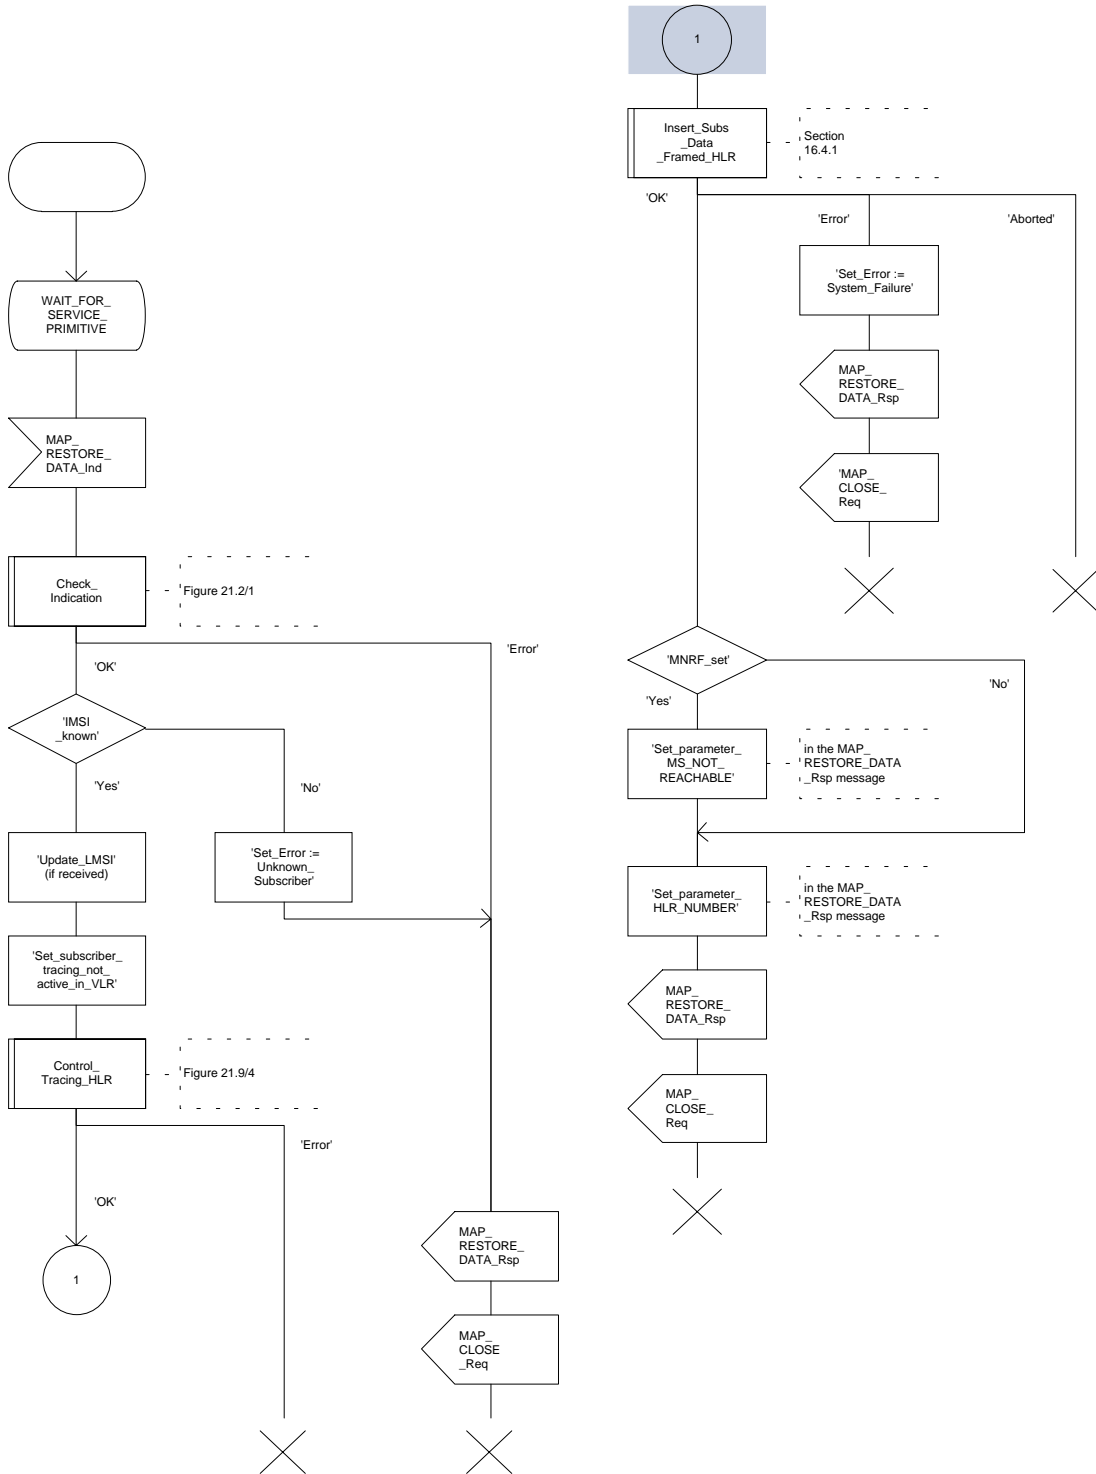 WAIT_FOR_
SERVICE_
PRIMITIVE
MAP_
RESTORE_
DATA_Ind
Check_
Indication
Figure 21.2/1
'Error'
'OK'
'IMSI
_known'
'Yes'
'No'
'Update_LMSI'
(if received)
'Set_Error :=
Unknown_
Subscriber'
'Set_subscriber_
tracing_not_
active_in_VLR'
Control_
Tracing_HLR
Figure 21.9/4
'Error'
'OK'
1
MAP_
RESTORE_
DATA_Rsp
MAP_
CLOSE
_Req
1
Insert_Subs
_Data
_Framed_HLR
Section
16.4.1
'OK'
'Error'
'Aborted'
'Set_Error :=
System_Failure'
MAP_
RESTORE_
DATA_Rsp
'MAP_
CLOSE_
Req
'MNRF_set'
'No'
'Yes'
'Set_parameter_
MS_NOT_
REACHABLE'
in the MAP_
RESTORE_DATA
_Rsp message
'Set_parameter_
HLR_NUMBER'
in the MAP_
RESTORE_DATA
_Rsp message
MAP_
RESTORE_
DATA_Rsp
MAP_
CLOSE_
Req